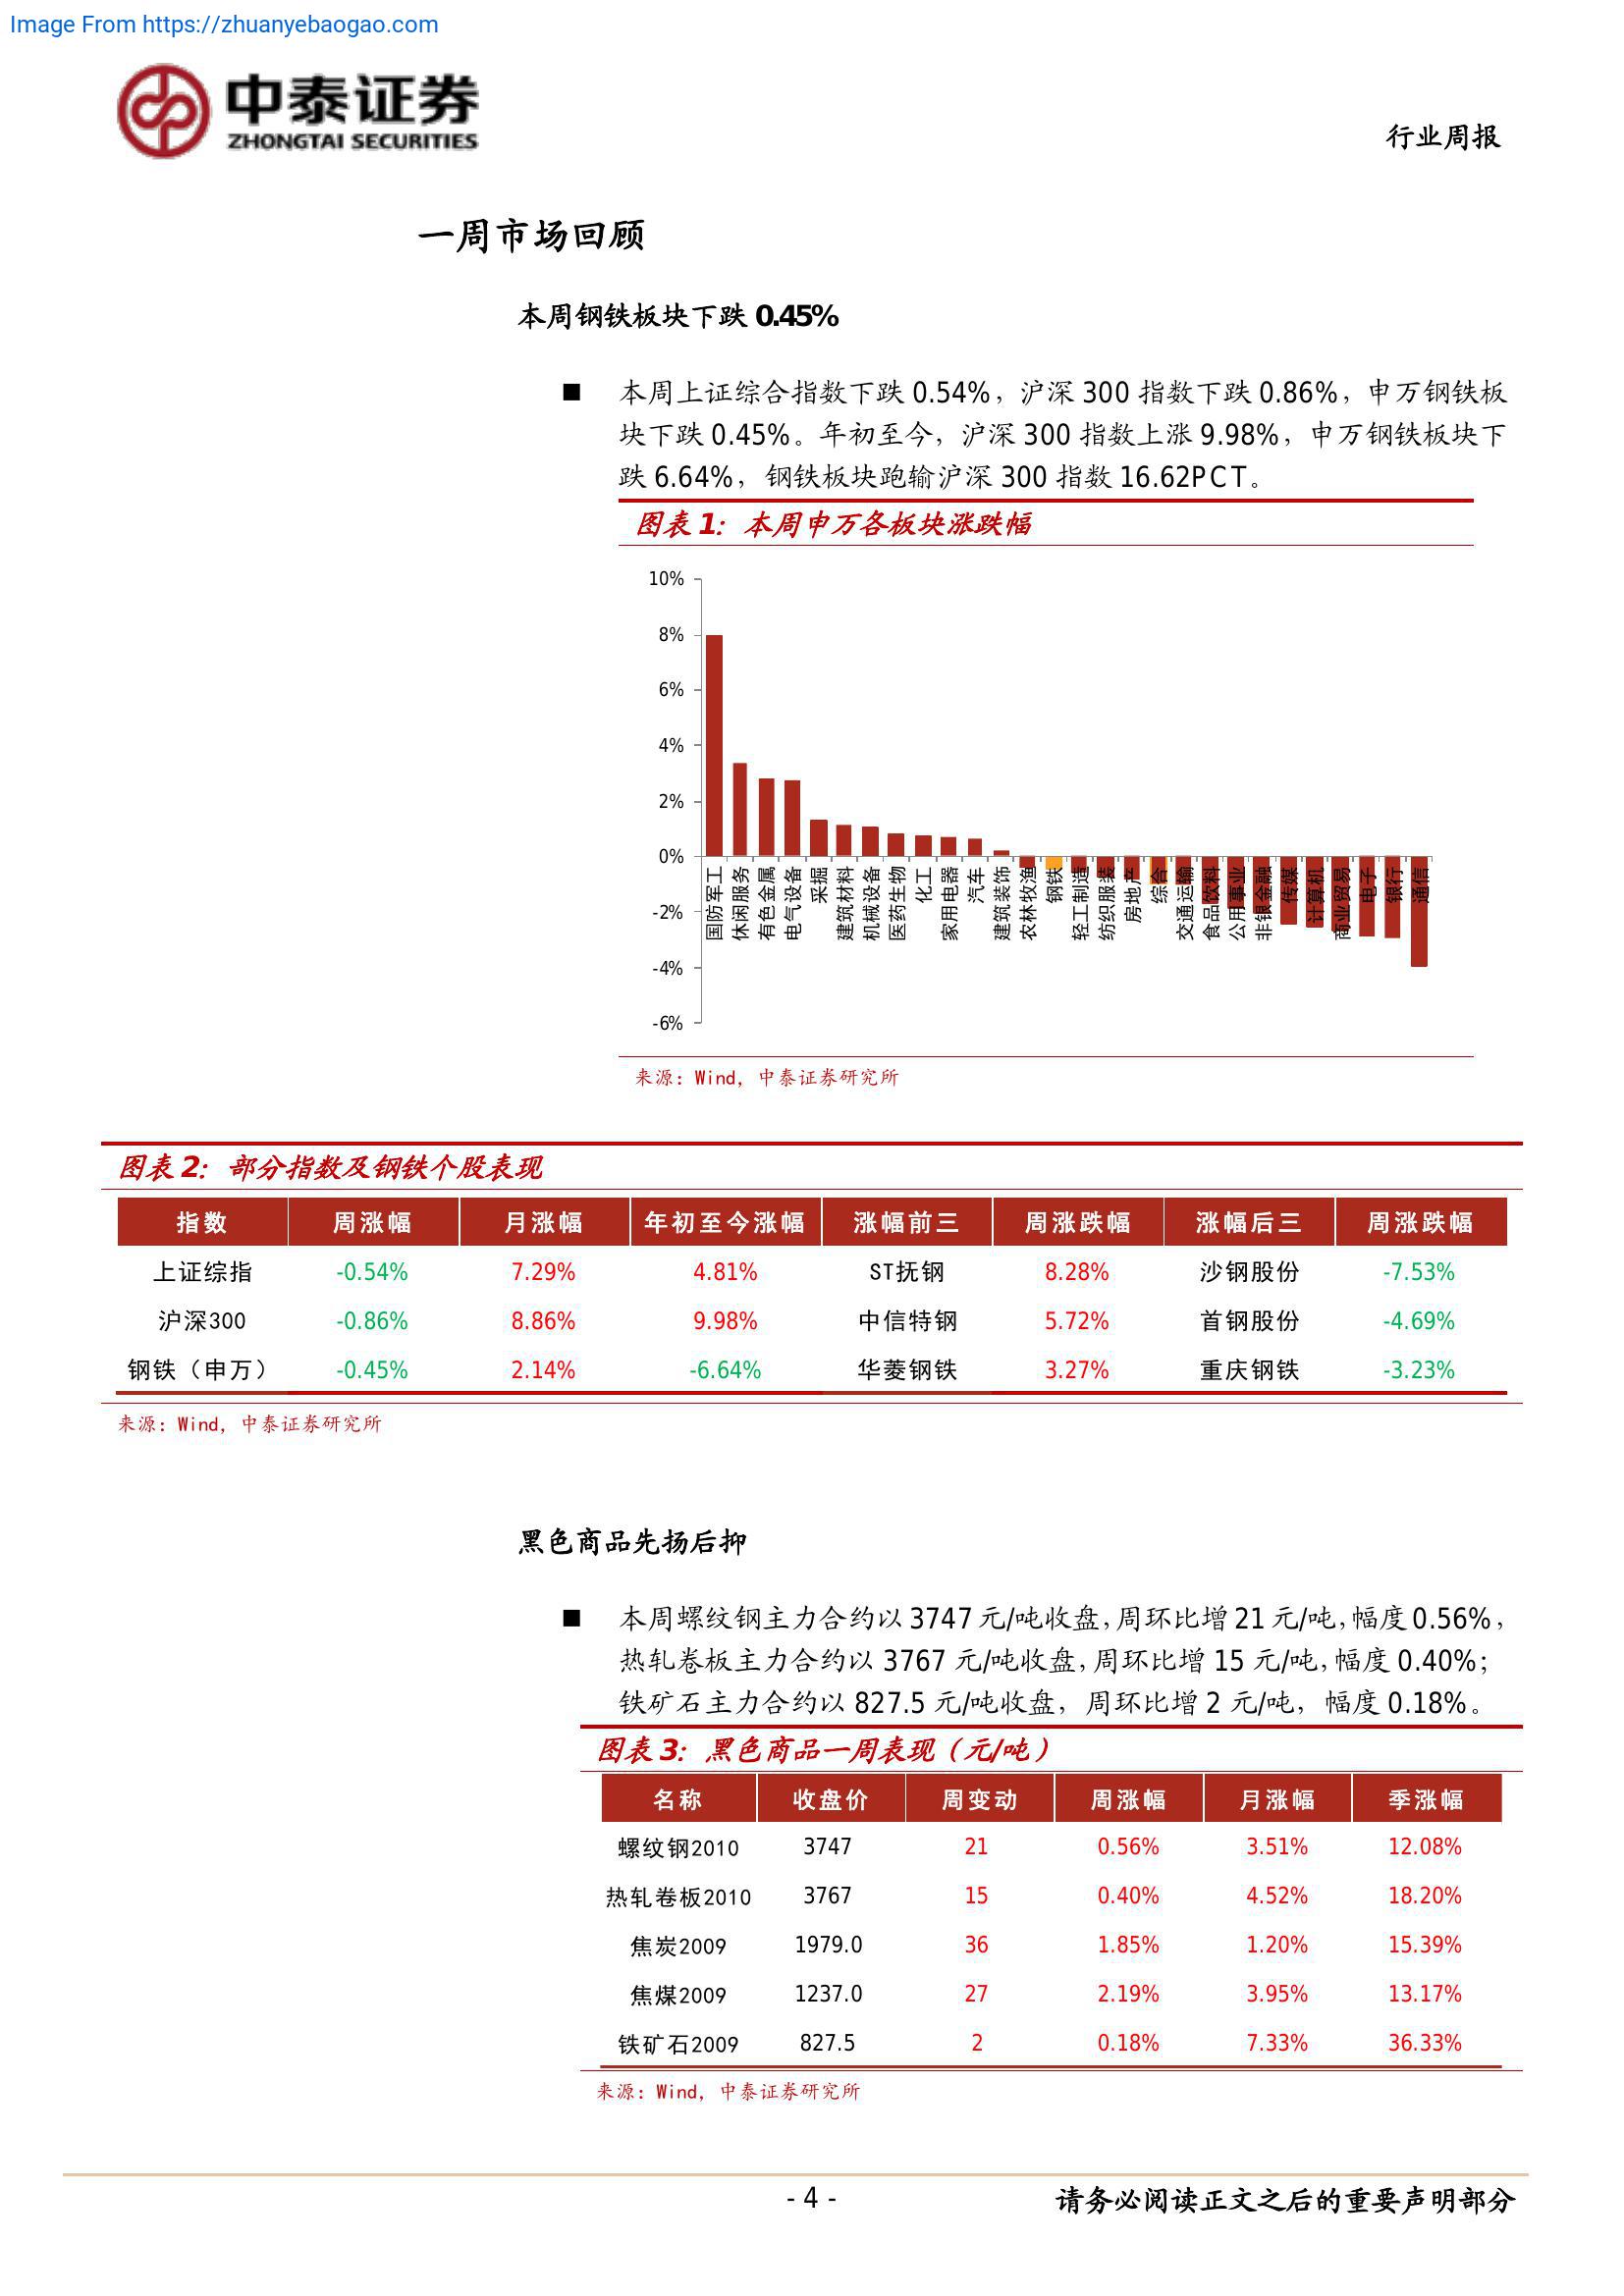 Image From https://zhuanyebaogao.com
中泰证券
ZHONGTAI SECURITIES
行业周报
一周市场回顾
本周钢铁板块下跌 0.45%
■ 本周上证综合指数下跌 0.54%，沪深 300 指数下跌 0.86%，申万钢铁板
块下跌 0.45%。年初至今，沪深 300 指数上涨 9.98%，申万钢铁板块下
跌 6.64%，钢铁板块跑输沪深 300 指数 16.62PCT。
图表 1：本周申万各板块涨跌幅
10%
8%
6%
4%
2%
0%
-2%
-4%
-6%
国防军工 休闲服务 有色金属 电气设备 采掘 建筑材料 机械设备 医药生物 化工 家用电器 汽车 建筑装饰 农林牧渔 钢铁 轻工制造 纺织服装 房地产 综合 交通运输 食品饮料 公用事业 非银金融 传媒 计算机 商业贸易 电子 银行 通信
来源：Wind，中泰证券研究所
图表 2：部分指数及钢铁个股表现
指数 周涨幅 月涨幅 年初至今涨幅 涨幅前三 周涨跌幅 涨幅后三 周涨跌幅
上证综指 -0.54% 7.29% 4.81% ST抚钢 8.28% 沙钢股份 -7.53%
沪深300 -0.86% 8.86% 9.98% 中信特钢 5.72% 首钢股份 -4.69%
钢铁（申万） -0.45% 2.14% -6.64% 华菱钢铁 3.27% 重庆钢铁 -3.23%
来源：Wind，中泰证券研究所
黑色商品先扬后抑
■ 本周螺纹钢主力合约以 3747 元/吨收盘，周环比增 21 元/吨，幅度 0.56%，
热轧卷板主力合约以 3767 元/吨收盘，周环比增 15 元/吨，幅度 0.40%；
铁矿石主力合约以 827.5 元/吨收盘，周环比增 2 元/吨，幅度 0.18%。
图表 3：黑色商品一周表现（元/吨）
名称 收盘价 周变动 周涨幅 月涨幅 季涨幅
螺纹钢2010 3747 21 0.56% 3.51% 12.08%
热轧卷板2010 3767 15 0.40% 4.52% 18.20%
焦炭2009 1979.0 36 1.85% 1.20% 15.39%
焦煤2009 1237.0 27 2.19% 3.95% 13.17%
铁矿石2009 827.5 2 0.18% 7.33% 36.33%
来源：Wind，中泰证券研究所
- 4 -
请务必阅读正文之后的重要声明部分